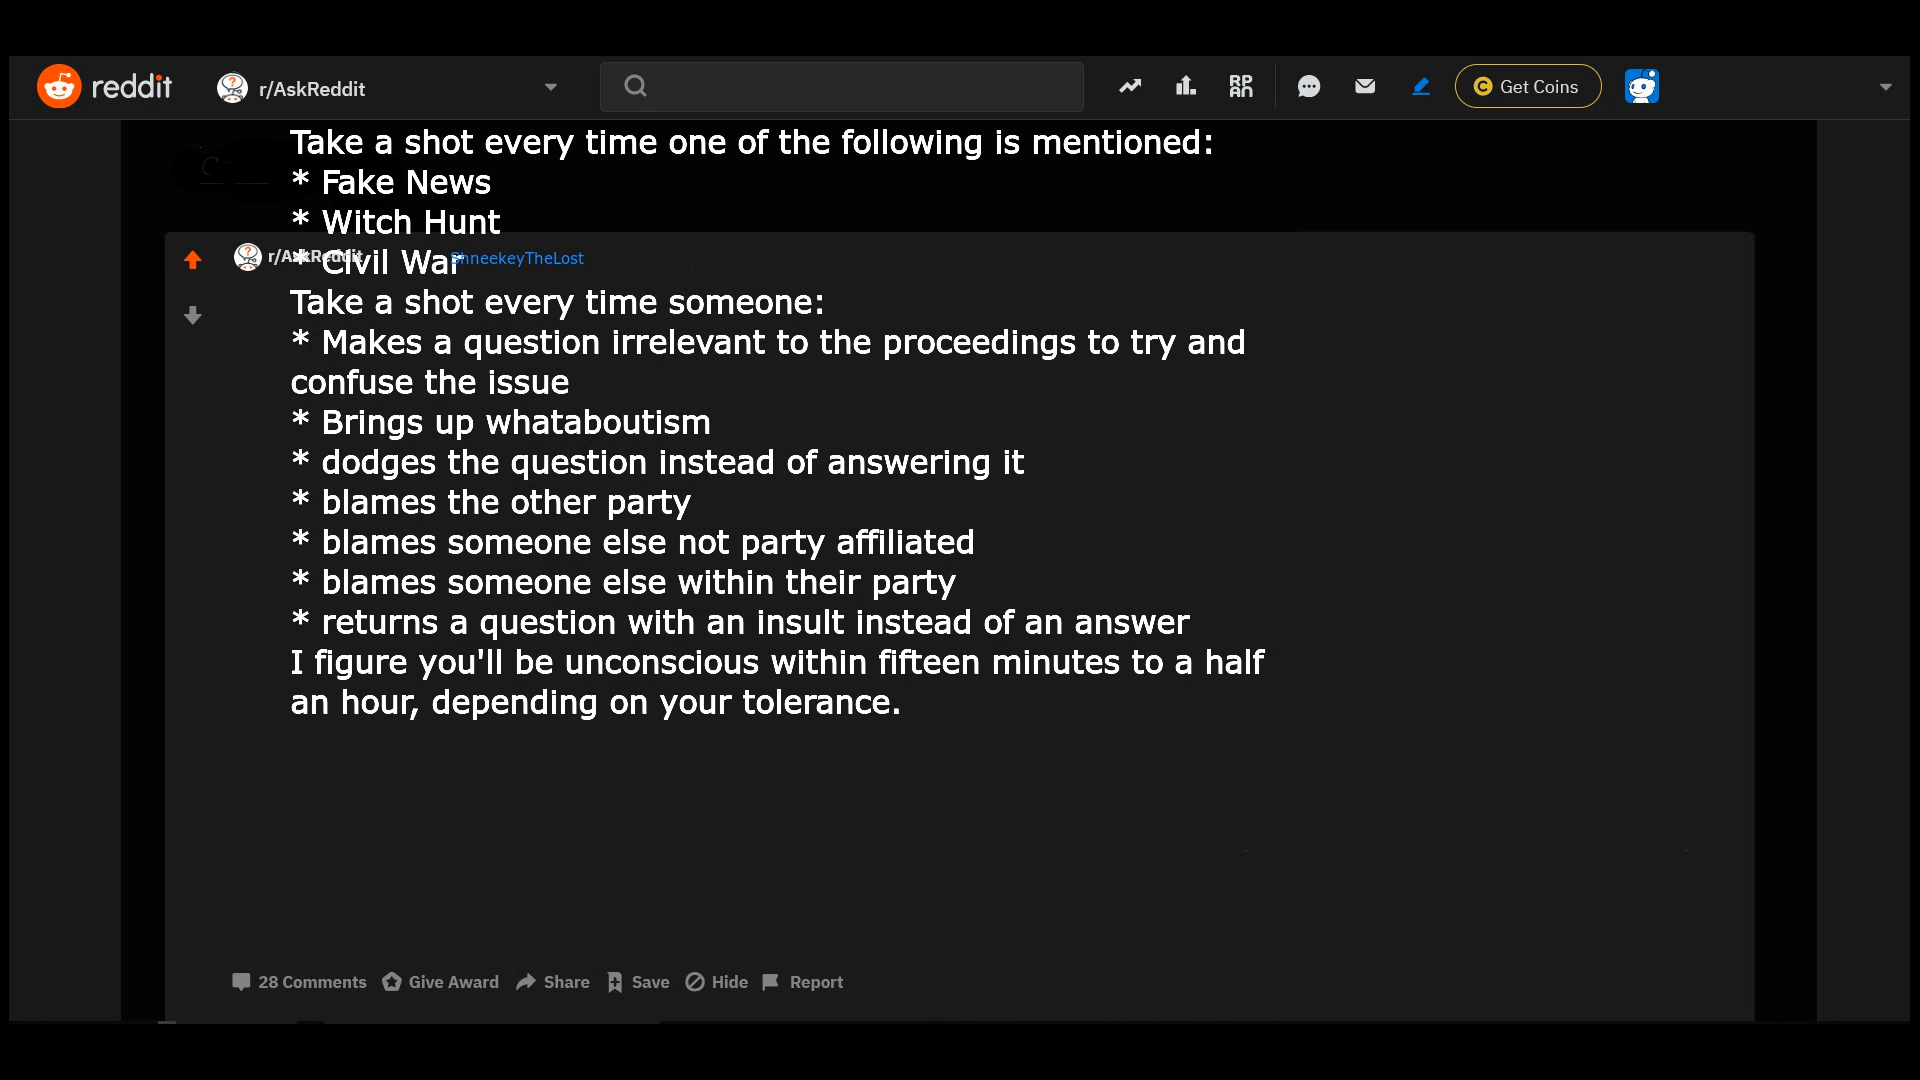 reddit r/AskReddit RPAN Get Coins
Take a shot every time one of the following is mentioned:
* Fake News
* Witch Hunt
r/AskReddit ShneekeyTheLost
* Civil War
Take a shot every time someone:
* Makes a question irrelevant to the proceedings to try and
confuse the issue
* Brings up whataboutism
* dodges the question instead of answering it
* blames the other party
* blames someone else not party affiliated
* blames someone else within their party
* returns a question with an insult instead of an answer
I figure you'll be unconscious within fifteen minutes to a half
an hour, depending on your tolerance.
28 Comments Give Award Share Save Hide Report